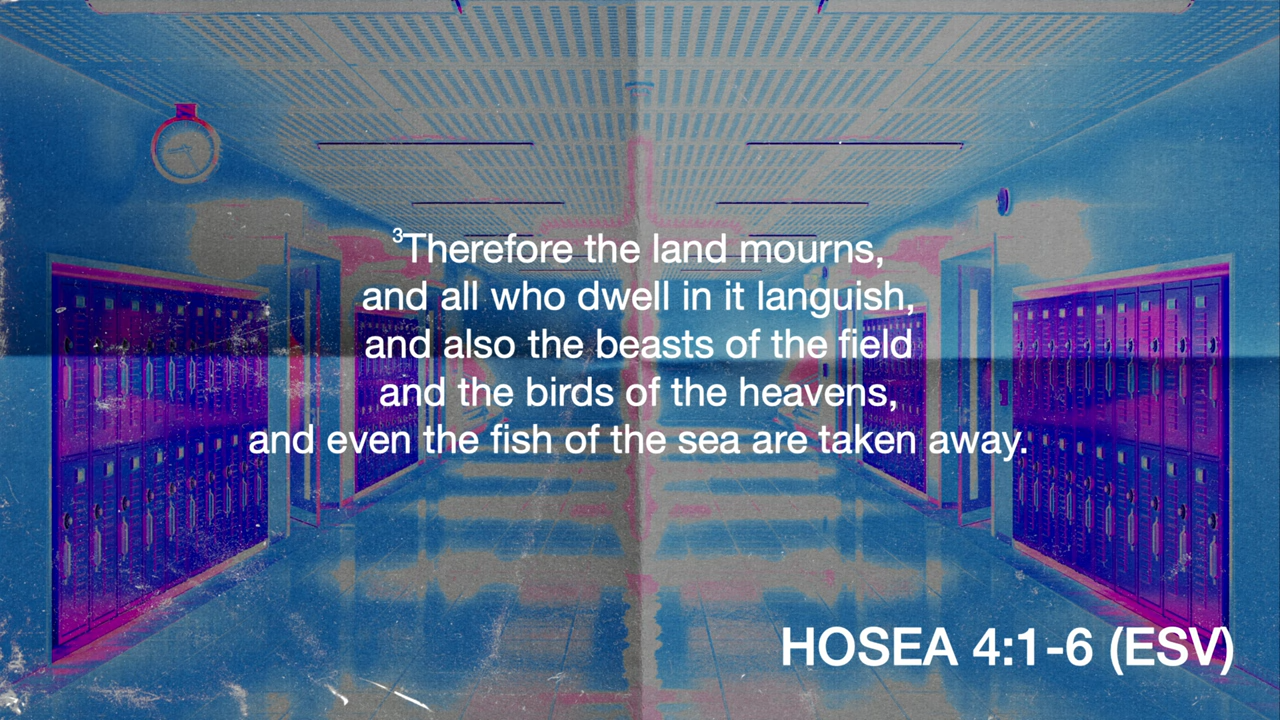 ³Therefore the land mourns,
and all who dwell in it languish,
and also the beasts of the field
and the birds of the heavens,
and even the fish of the sea are taken away.
HOSEA 4:1-6 (ESV)